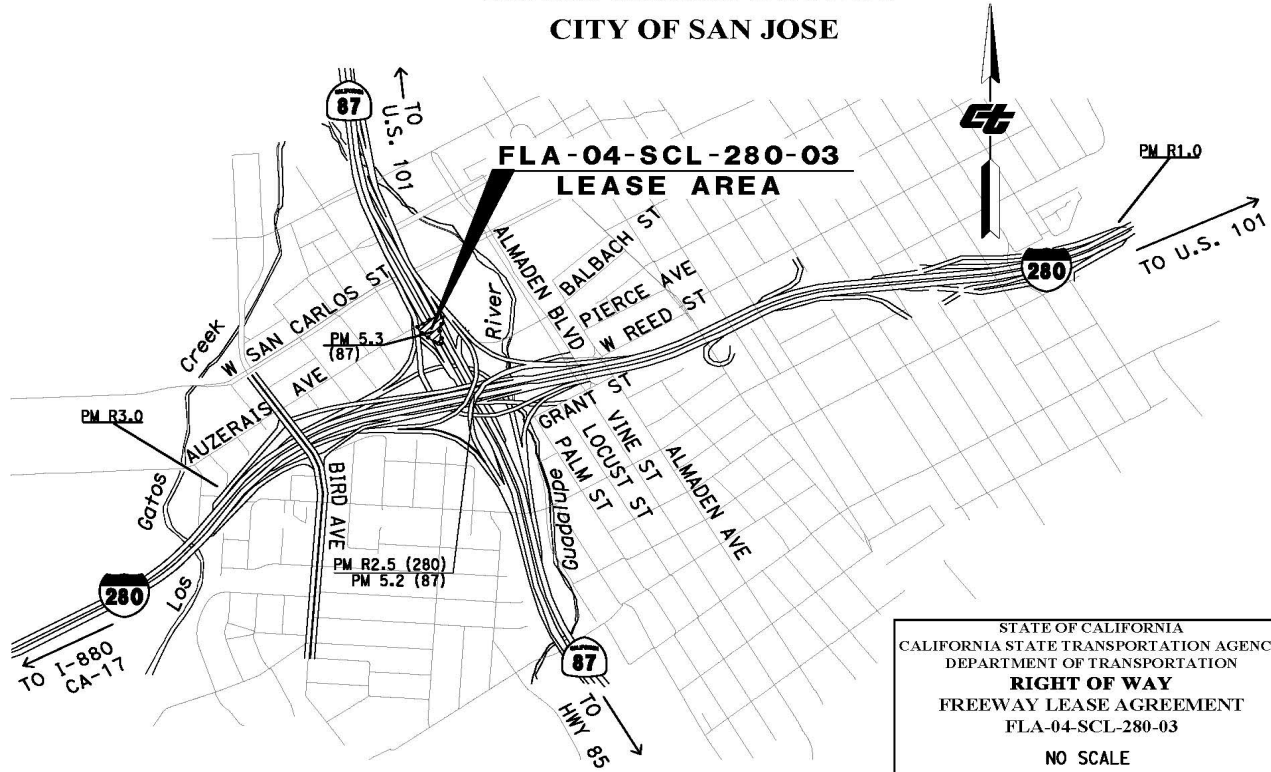 CITY OF SAN JOSE
CALIFORNIA
87
TO
U.S. 101
FLA-04-SCL-280-03
LEASE AREA
Ct
PM R1.0
280
TO U.S. 101
ALMADEN BLVD
BALBACH ST
PIERCE AVE
W REED ST
River
Creek
W SAN CARLOS ST
PM 5.3
(87)
AUZERAIS AVE
PM R3.0
GRANT ST
VINE ST
LOCUST ST
PALM ST
ALMADEN AVE
BIRD AVE
Gatos
Guadalupe
PM R2.5 (280)
PM 5.2 (87)
Los
280
TO I-880
CA-17
CALIFORNIA
87
TO
HWY 85
STATE OF CALIFORNIA
CALIFORNIA STATE TRANSPORTATION AGENC
DEPARTMENT OF TRANSPORTATION
RIGHT OF WAY
FREEWAY LEASE AGREEMENT
FLA-04-SCL-280-03
NO SCALE